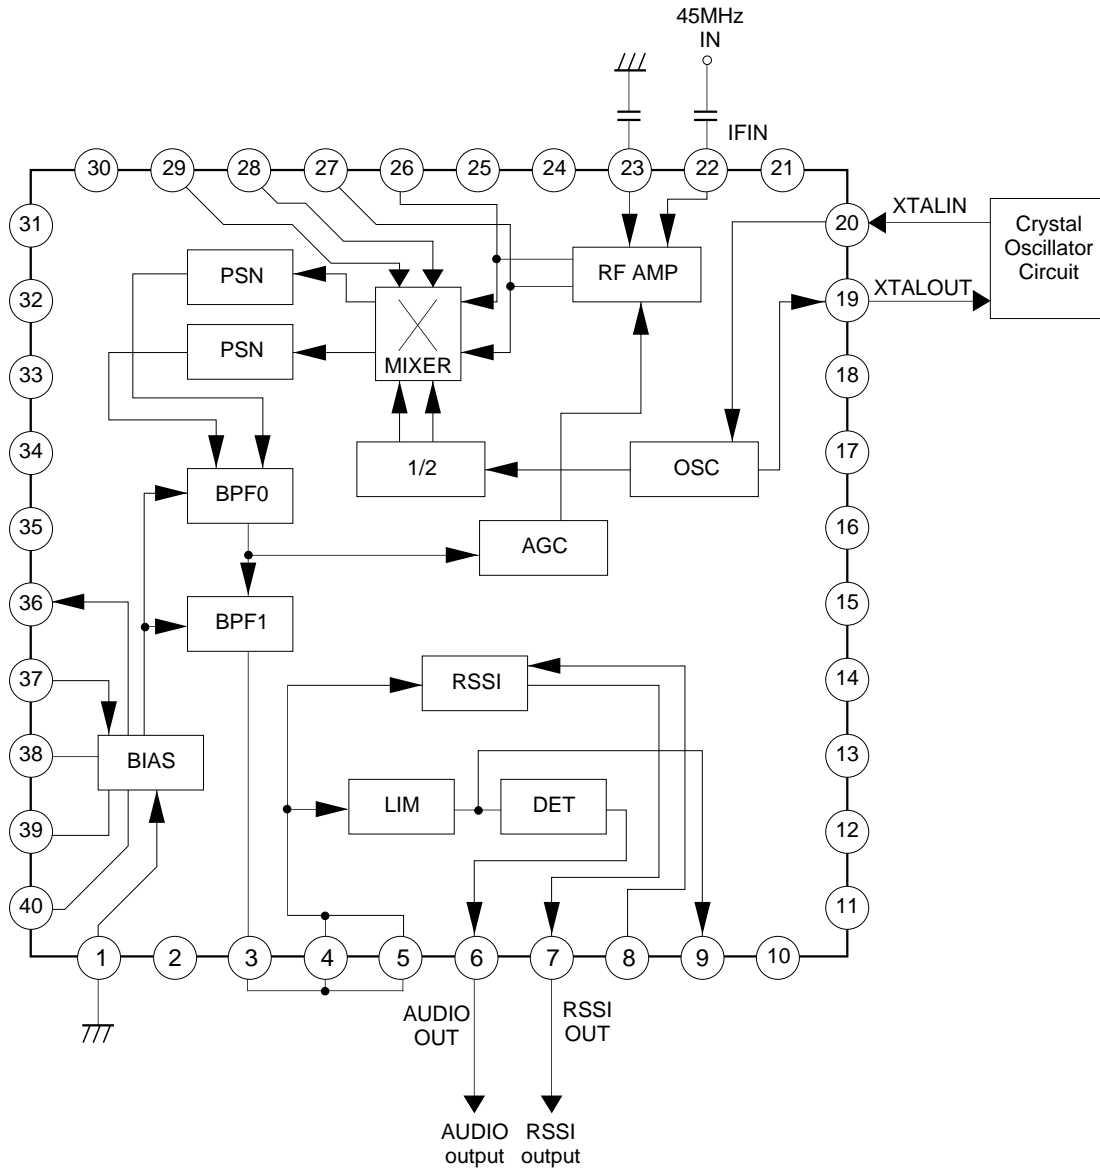 45MHz
IN
IFIN
30
29
28
27
26
25
24
23
22
21
31
32
33
34
35
36
37
38
39
40
20
19
18
17
16
15
14
13
12
11
XTALIN
XTALOUT
Crystal
Oscillator
Circuit
PSN
PSN
RF AMP
MIXER
1/2
OSC
BPF0
AGC
BPF1
RSSI
BIAS
LIM
DET
1
2
3
4
5
6
7
8
9
10
AUDIO
OUT
RSSI
OUT
AUDIO
output
RSSI
output